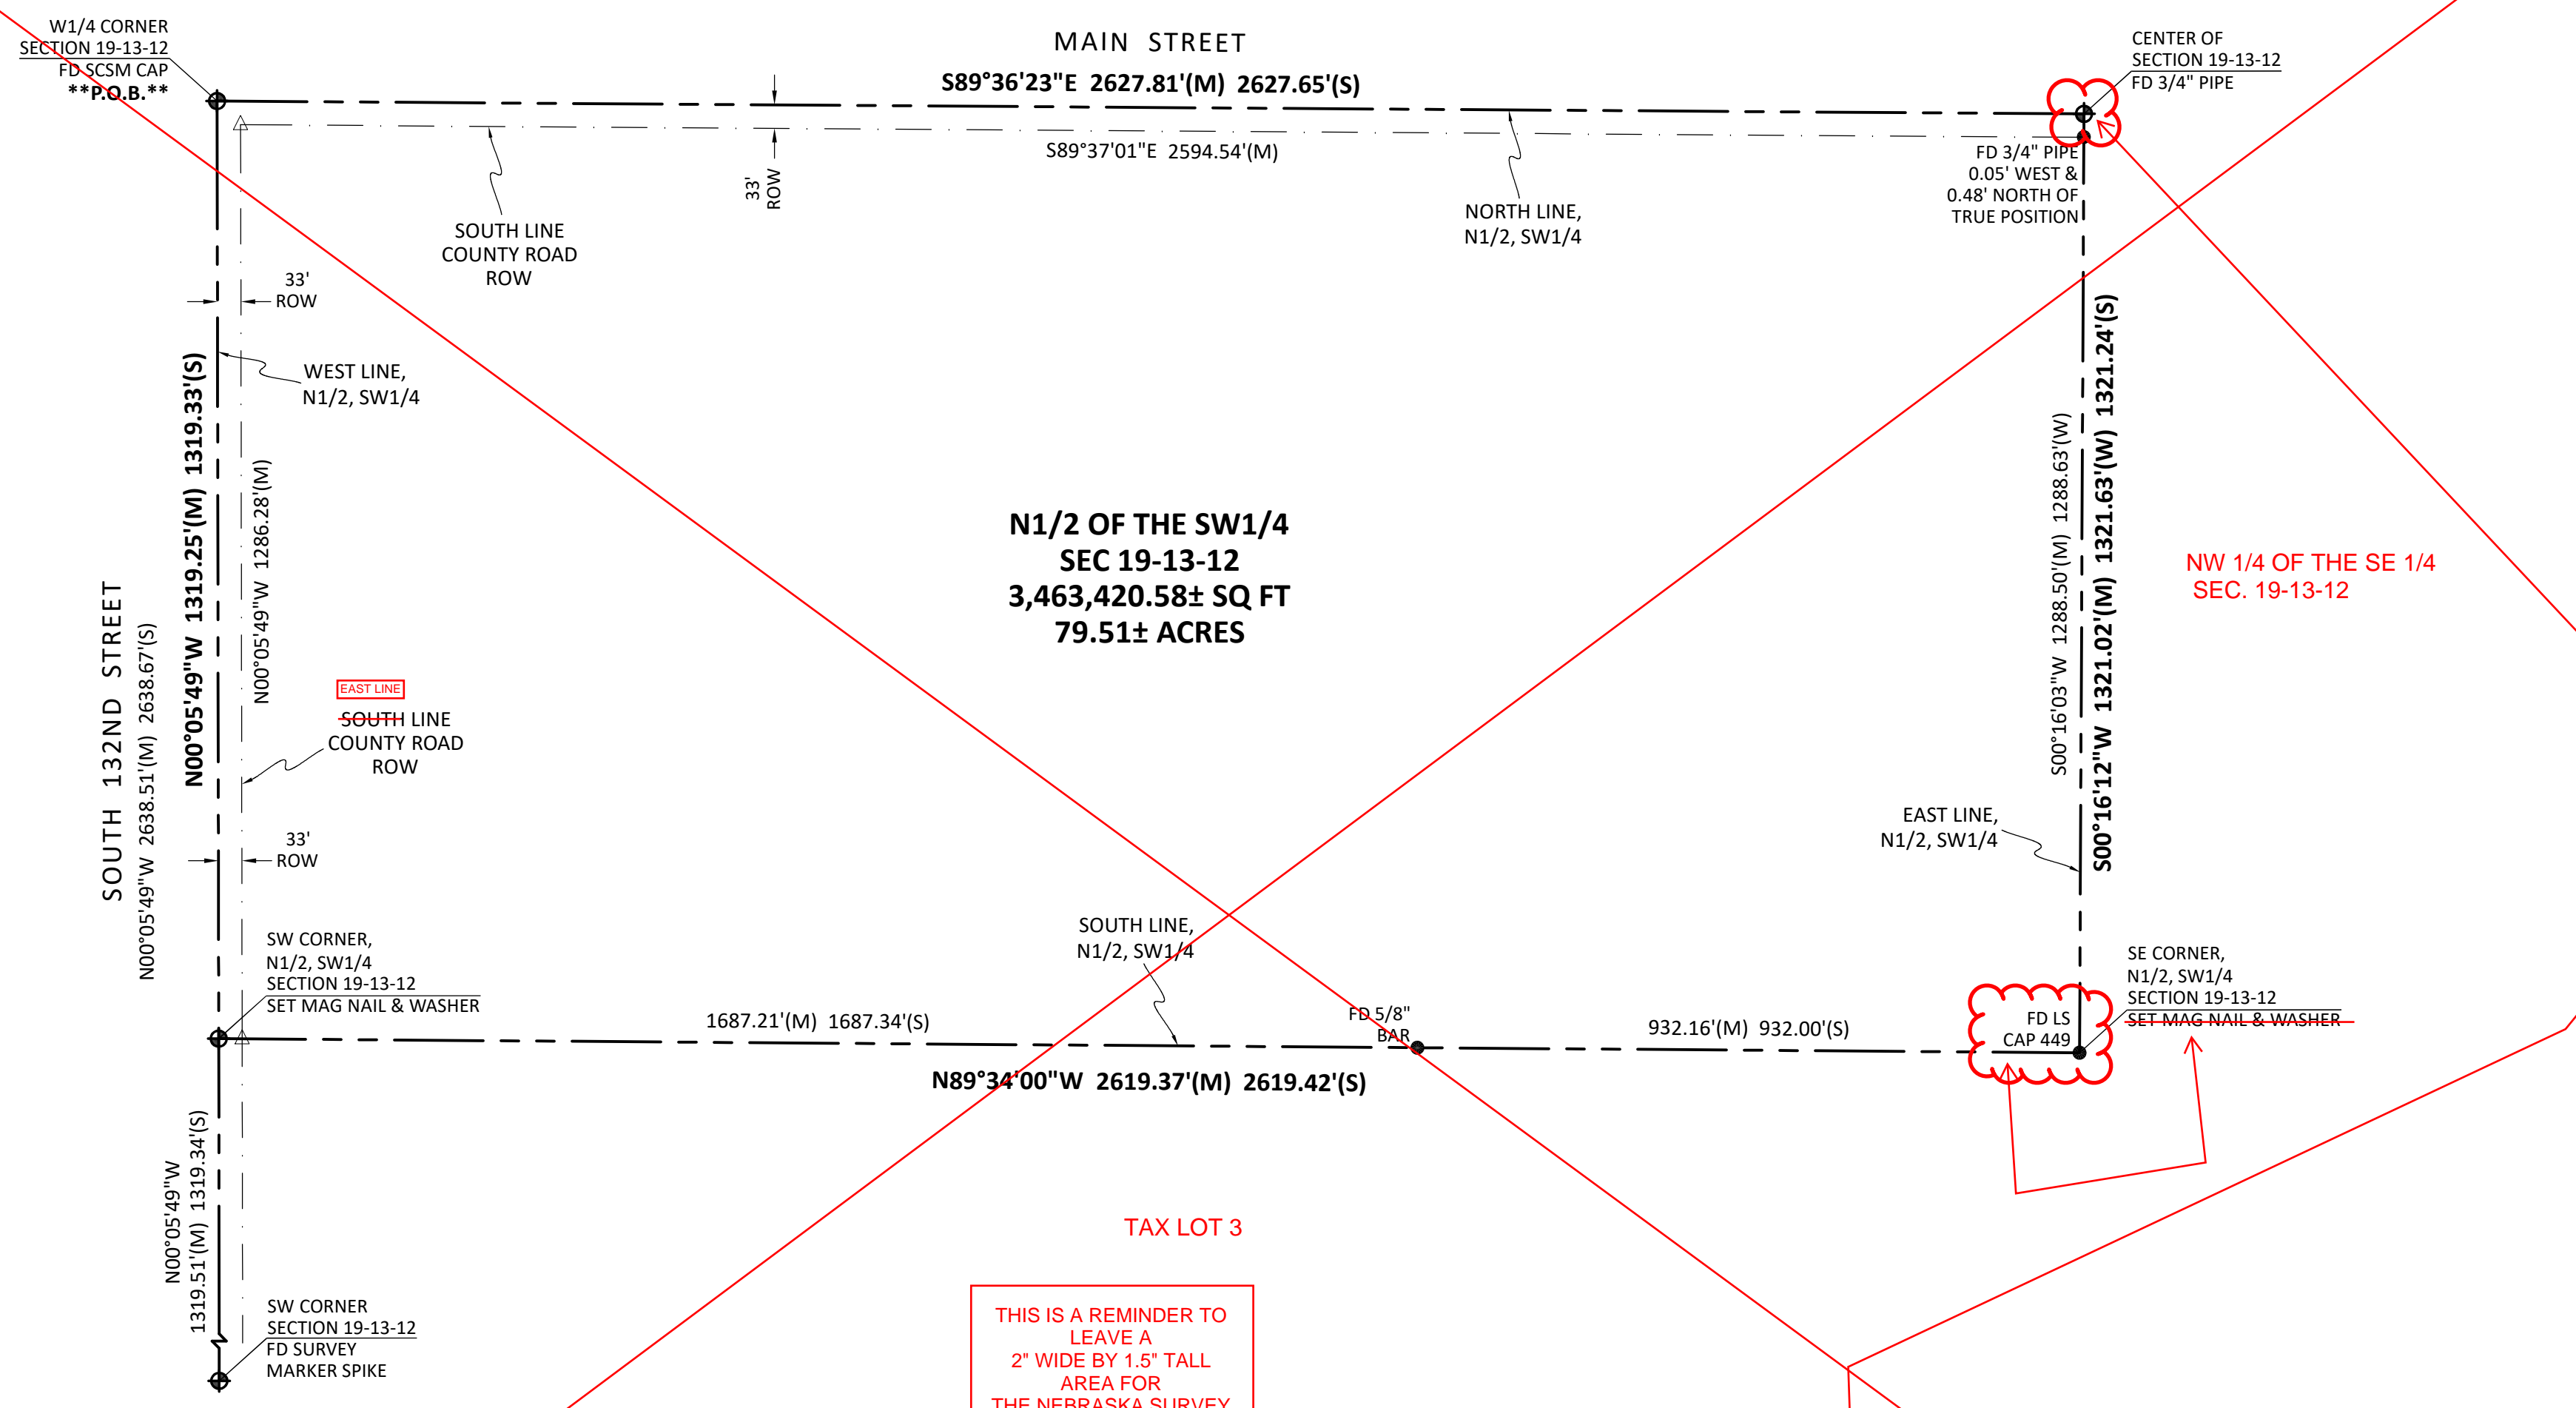 W1/4 CORNER
SECTION 19-13-12
FD SCSM CAP
**P.O.B.**
MAIN STREET
S89°36'23"E 2627.81'(M) 2627.65'(S)
S89°37'01"E 2594.54'(M)
CENTER OF
SECTION 19-13-12
FD 3/4" PIPE
FD 3/4" PIPE
0.05' WEST &
0.48' NORTH OF
TRUE POSITION
33'
ROW
SOUTH LINE
COUNTY ROAD
ROW
NORTH LINE,
N1/2, SW1/4
33'
ROW
WEST LINE,
N1/2, SW1/4
SOUTH 132ND STREET
N00°05'49"W 2638.51'(M) 2638.67'(S)
N00°05'49"W 1319.25'(M) 1319.33'(S)
N00°05'49"W 1286.28'(M)
N1/2 OF THE SW1/4
SEC 19-13-12
3,463,420.58± SQ FT
79.51± ACRES
S00°16'03"W 1288.50'(M) 1288.63'(W)
S00°16'12"W 1321.02'(M) 1321.63'(W) 1321.24'(S)
NW 1/4 OF THE SE 1/4
SEC. 19-13-12
EAST LINE
SOUTH LINE
COUNTY ROAD
ROW
33'
ROW
EAST LINE,
N1/2, SW1/4
SW CORNER,
N1/2, SW1/4
SECTION 19-13-12
SET MAG NAIL & WASHER
SOUTH LINE,
N1/2, SW1/4
1687.21'(M) 1687.34'(S)
FD 5/8"
BAR
932.16'(M) 932.00'(S)
FD LS
CAP 449
SE CORNER,
N1/2, SW1/4
SECTION 19-13-12
SET MAG NAIL & WASHER
N89°34'00"W 2619.37'(M) 2619.42'(S)
N00°05'49"W
1319.51'(M) 1319.34'(S)
SW CORNER
SECTION 19-13-12
FD SURVEY
MARKER SPIKE
TAX LOT 3
THIS IS A REMINDER TO
LEAVE A
2" WIDE BY 1.5" TALL
AREA FOR
THE NEBRASKA SURVEY